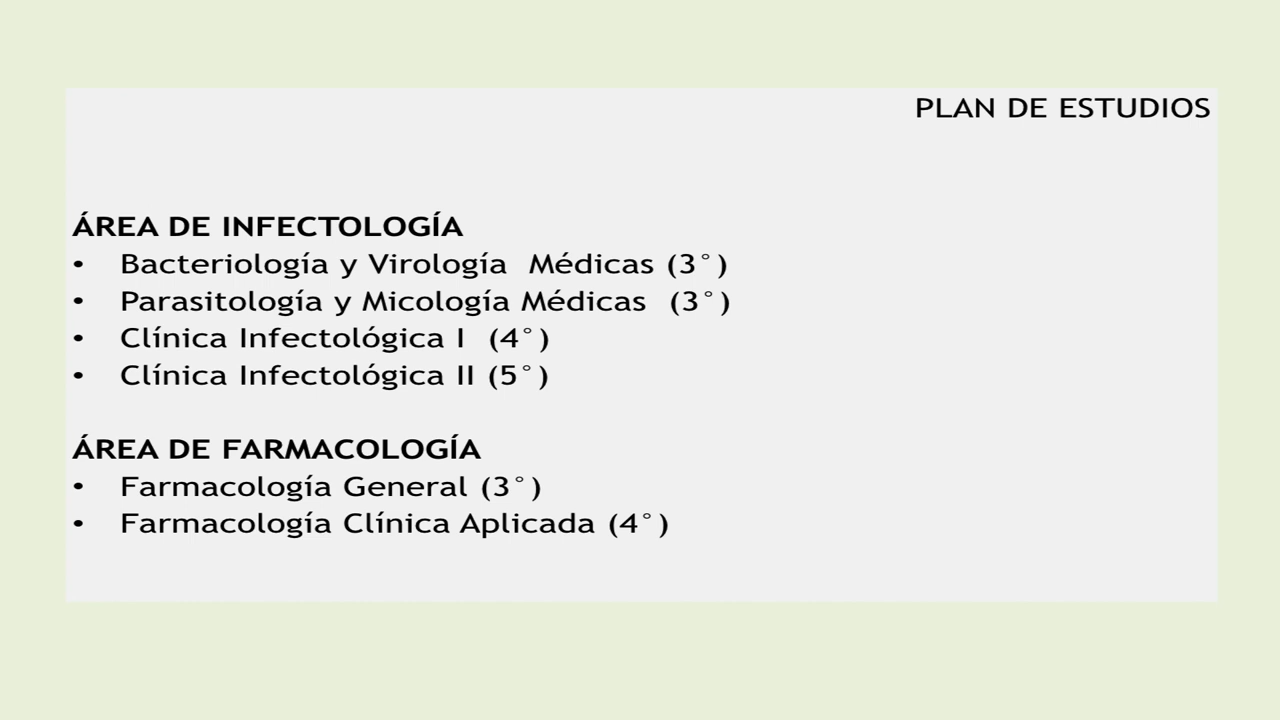 PLAN DE ESTUDIOS
ÁREA DE INFECTOLOGÍA
• Bacteriología y Virología  Médicas (3°)
• Parasitología y Micología Médicas  (3°)
• Clínica Infectológica I  (4°)
• Clínica Infectológica II (5°)
ÁREA DE FARMACOLOGÍA
• Farmacología General (3°)
• Farmacología Clínica Aplicada (4°)